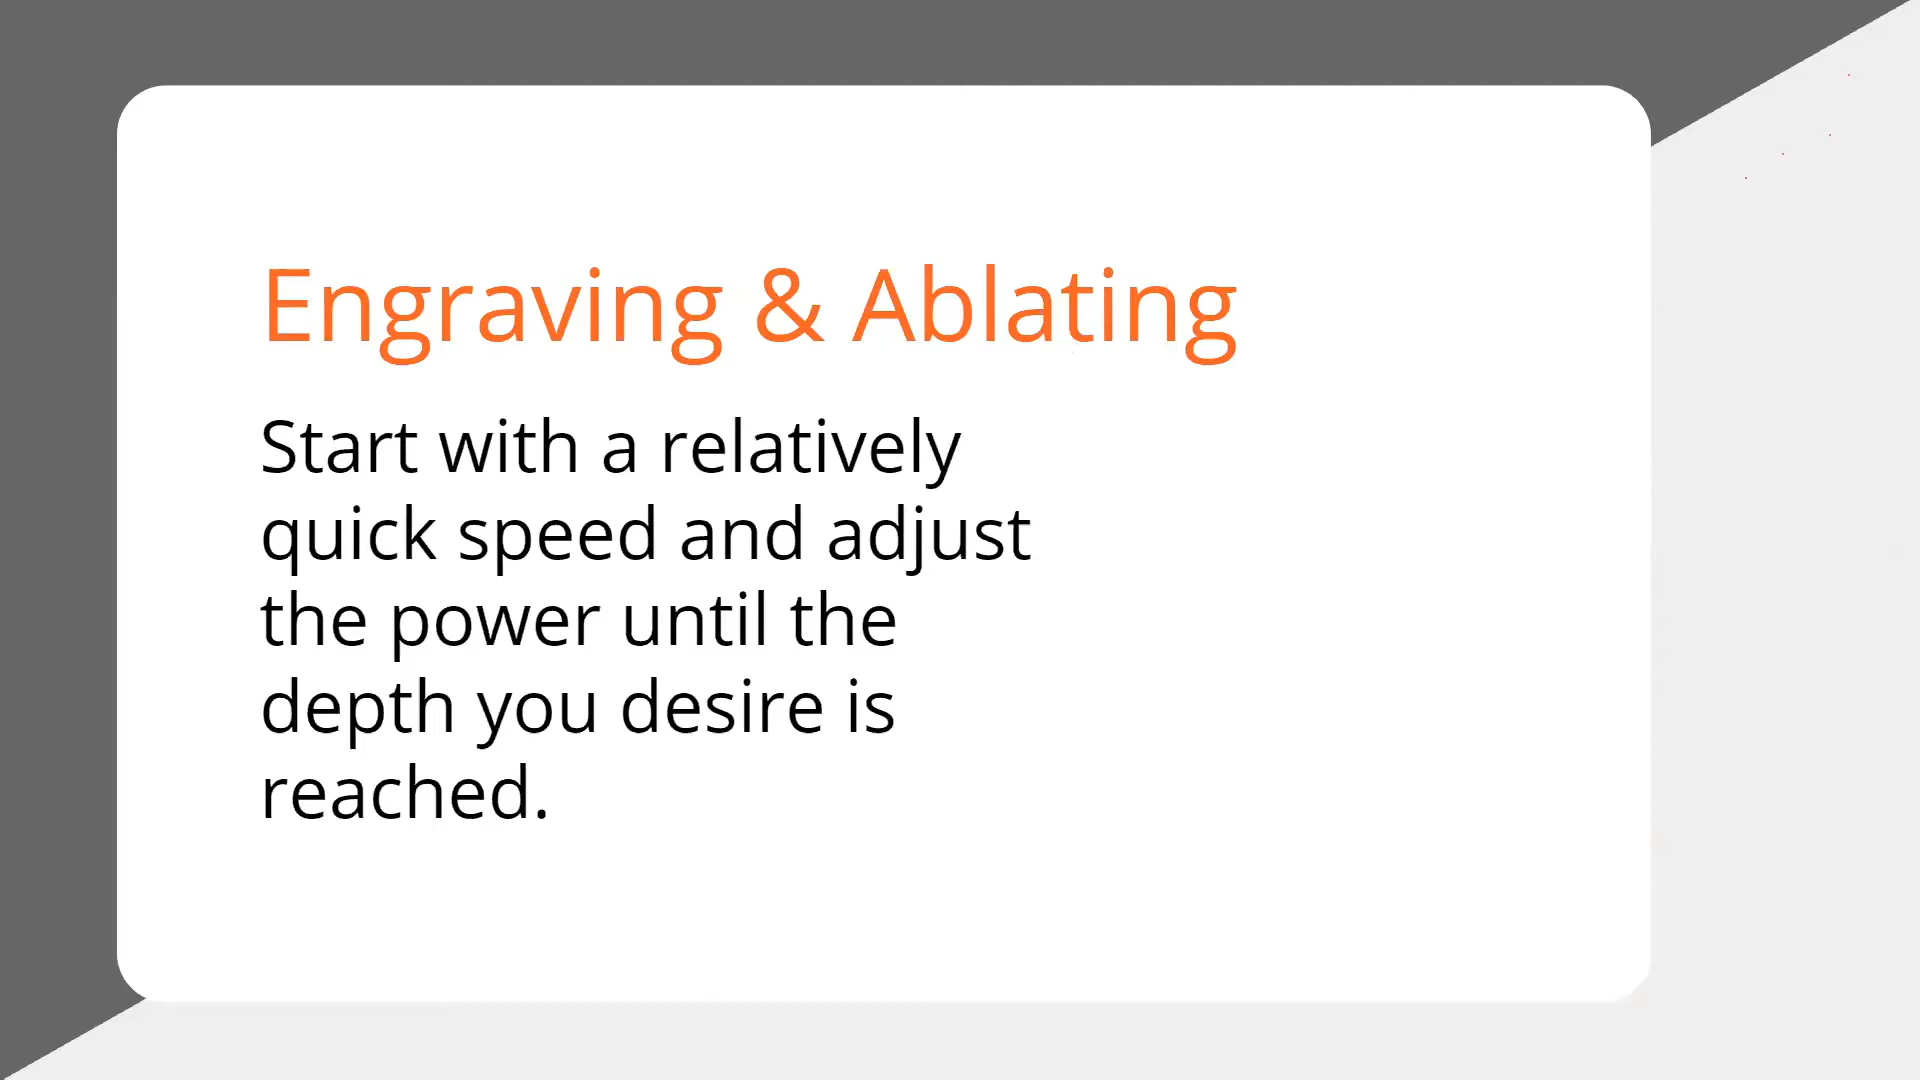 Engraving & Ablating
Start with a relatively
quick speed and adjust
the power until the
depth you desire is
reached.